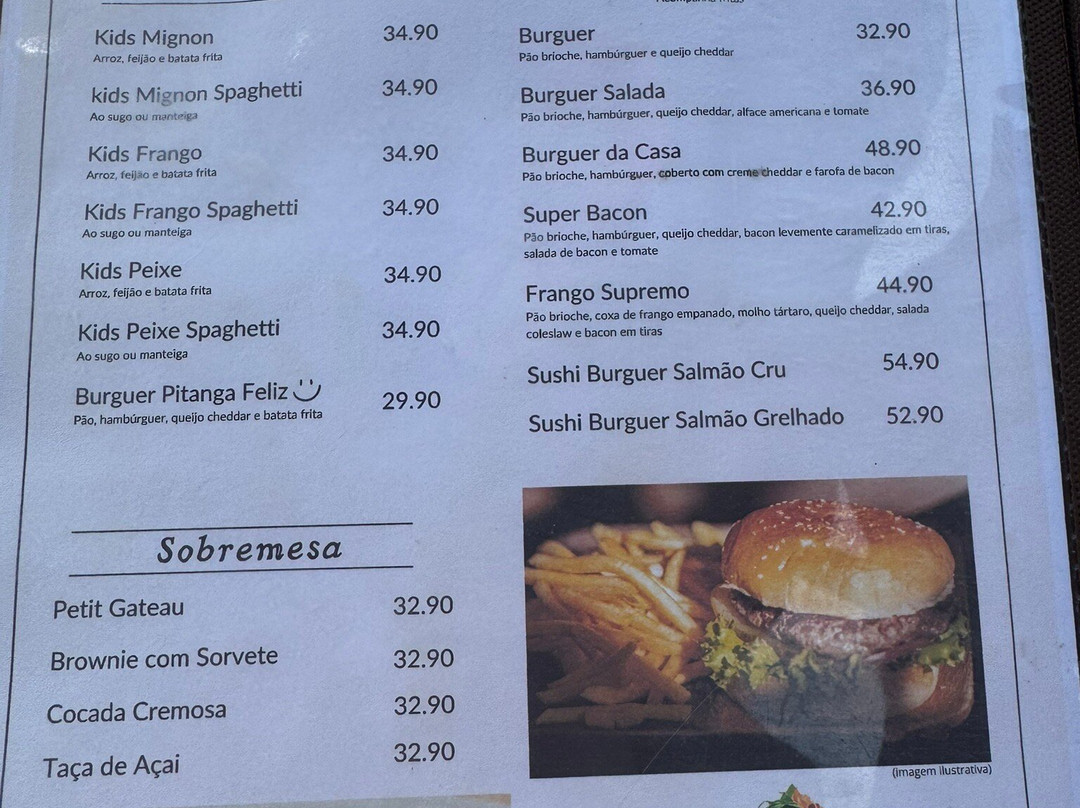 Kids Mignon 34.90
Arroz, feijão e batata frita
kids Mignon Spaghetti 34.90
Ao sugo ou manteiga
Kids Frango 34.90
Arroz, feijão e batata frita
Kids Frango Spaghetti 34.90
Ao sugo ou manteiga
Kids Peixe 34.90
Arroz, feijão e batata frita
Kids Peixe Spaghetti 34.90
Ao sugo ou manteiga
Burguer Pitanga Feliz 29.90
Pão, hambúrguer, queijo cheddar e batata frita
Sobremesa
Petit Gateau 32.90
Brownie com Sorvete 32.90
Cocada Cremosa 32.90
Taça de Açai 32.90
Burguer 32.90
Pão brioche, hambúrguer e queijo cheddar
Burguer Salada 36.90
Pão brioche, hambúrguer, queijo cheddar, alface americana e tomate
Burguer da Casa 48.90
Pão brioche, hambúrguer, coberto com creme cheddar e farofa de bacon
Super Bacon 42.90
Pão brioche, hambúrguer, queijo cheddar, bacon levemente caramelizado em tiras,
salada de bacon e tomate
Frango Supremo 44.90
Pão brioche, coxa de frango empanado, molho tártaro, queijo cheddar, salada
coleslaw e bacon em tiras
Sushi Burguer Salmão Cru 54.90
Sushi Burguer Salmão Grelhado 52.90
(imagem ilustrativa)